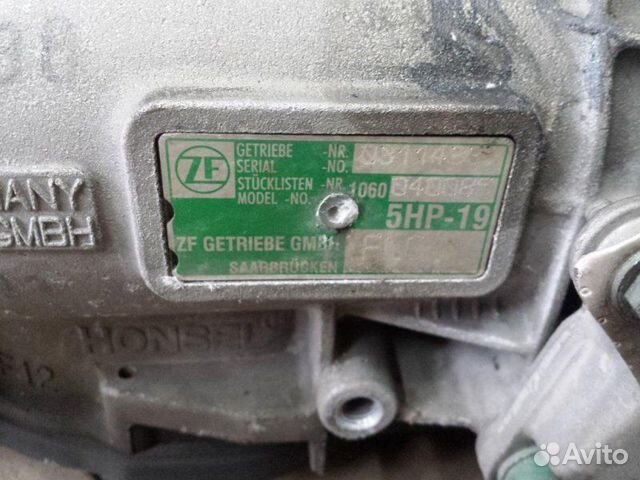 ZF
GETRIEBE -NR.
SERIAL -NO.
STÜCKLISTEN -NR. 1060
MODEL -NO.
5HP-19
ZF GETRIEBE GMBH
SAARBRÜCKEN
GMBH
HONSEL
Avito